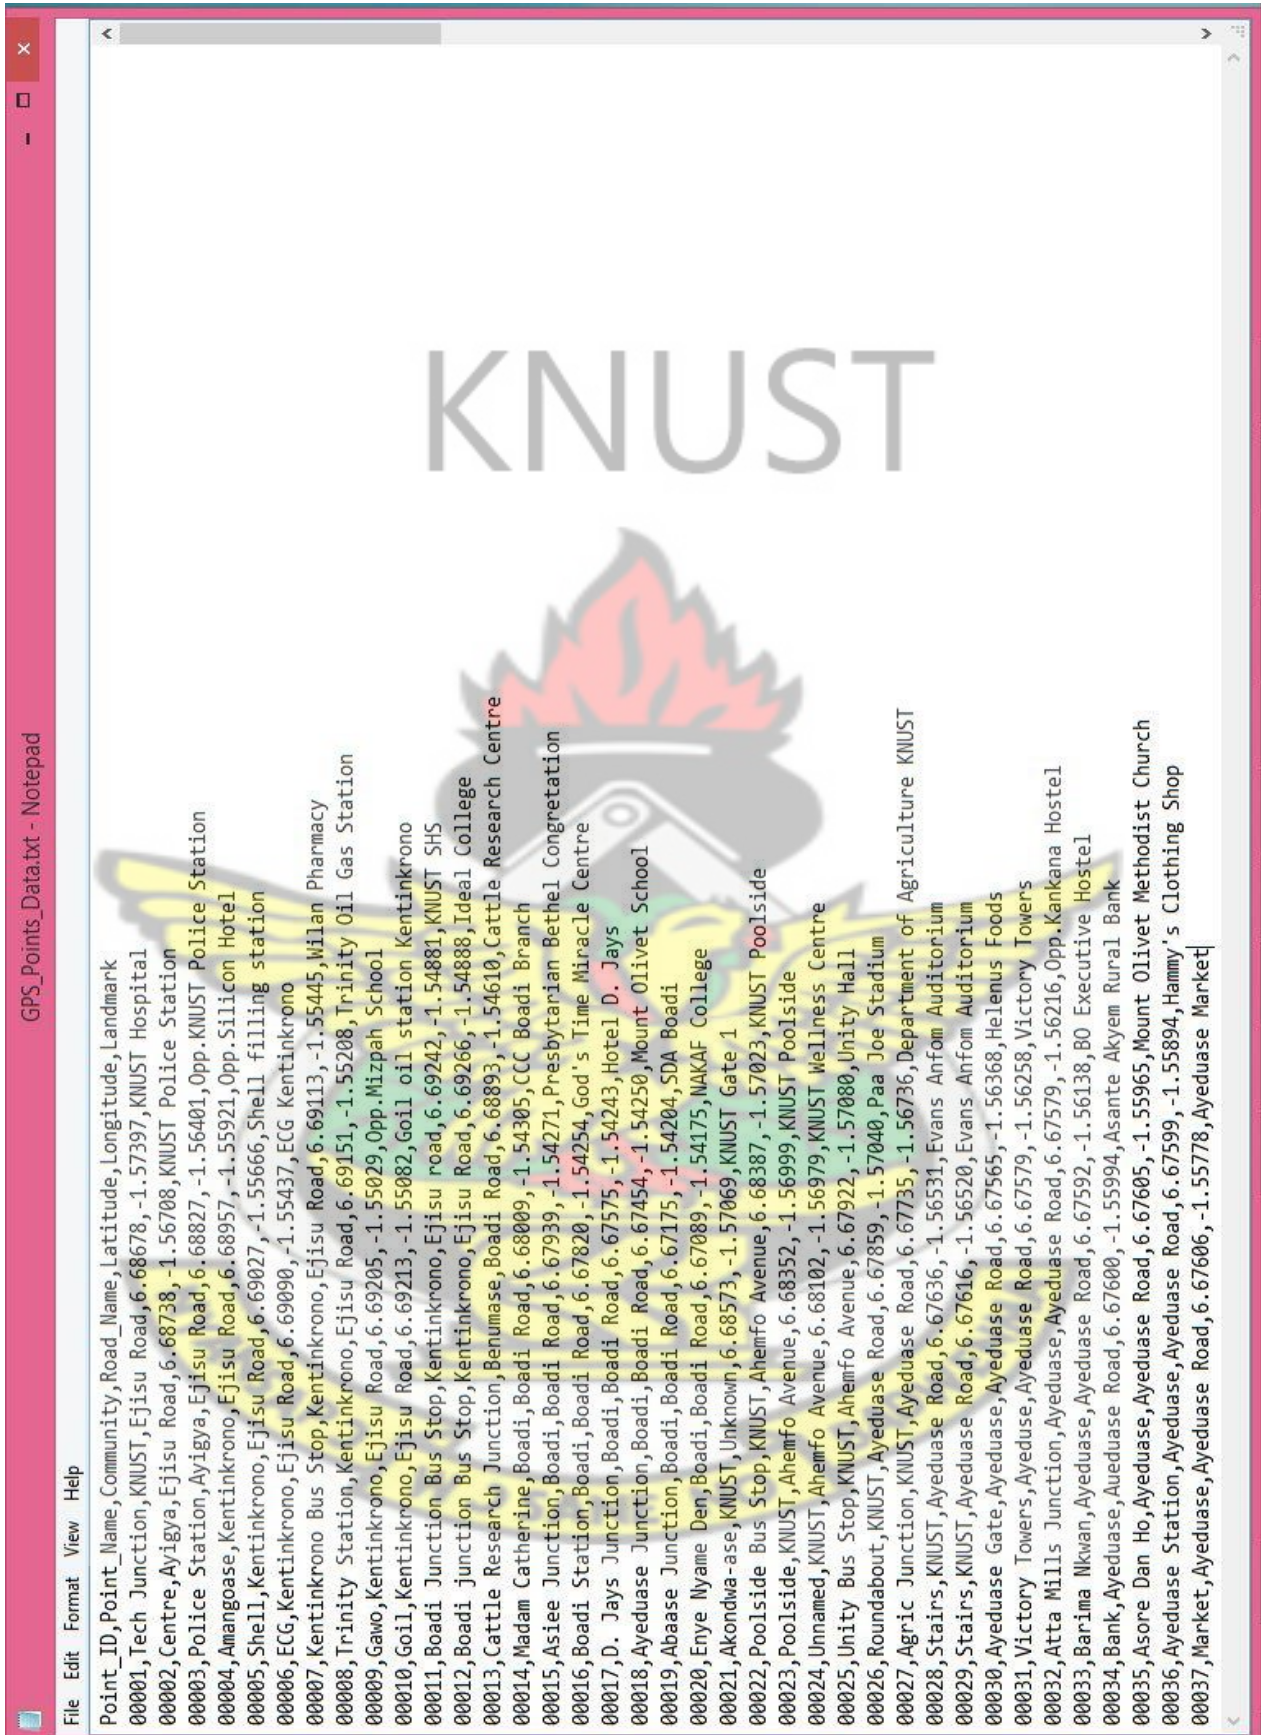 GPS_Points_Data.txt - Notepad
File Edit Format View Help
Point_ID,Point_Name,Community,Road_Name,Latitude,Longitude,Landmark
00001,Tech Junction,KNUST,Ejisu Road,6.68678,-1.57397,KNUST Hospital
00002,Centre,Ayigya,Ejisu Road,6.68738,-1.56708,KNUST Police Station
00003,Police Station,Ayigya,Ejisu Road,6.68827,-1.56401,Opp.KNUST Police Station
00004,Amangoase,Kentinkrono,Ejisu Road,6.68957,-1.55921,Opp.Silicon Hotel
00005,Shell,Kentinkrono,Ejisu Road,6.69027,-1.55666,Shell filling station
00006,ECG,Kentinkrono,Ejisu Road,6.69090,-1.55437,ECG Kentinkrono
00007,Kentinkrono Bus Stop,Kentinkrono,Ejisu Road,6.69113,-1.55445,Wilan Pharmacy
00008,Trinity Station,Kentinkrono,Ejisu Road,6.69151,-1.55208,Trinity Oil Gas Station
00009,Gawo,Kentinkrono,Ejisu Road,6.69205,-1.55029,Opp.Mizpah School
00010,Goil,Kentinkrono,Ejisu Road,6.69213,-1.55082,Goil oil station Kentinkrono
00011,Boadi Junction Bus Stop,Kentinkrono,Ejisu road,6.69242,-1.54881,KNUST SHS
00012,Boadi junction Bus Stop,Kentinkrono,Ejisu Road,6.69266,-1.54888,Ideal College
00013,Cattle Research Junction,Benumase,Boadi Road,6.68893,-1.54610,Cattle Research Centre
00014,Madam Catherine,Boadi,Boadi Road,6.68009,-1.54305,CCC Boadi Branch
00015,Asiee Junction,Boadi,Boadi Road,6.67939,-1.54271,Presbytarian Bethel Congretation
00016,Boadi Station,Boadi,Boadi Road,6.67820,-1.54254,God's Time Miracle Centre
00017,D. Jays Junction,Boadi,Boadi Road,6.67575,-1.54243,Hotel D. Jays
00018,Ayeduase Junction,Boadi,Boadi Road,6.67454,-1.54250,Mount Olivet School
00019,Abaase Junction,Boadi,Boadi Road,6.67175,-1.54204,SDA Boadi
00020,Enye Nyame Den,Boadi,Boadi Road,6.67089,-1.54175,NAKAF College
00021,Akondwa-ase,KNUST,Unknown,6.68573,-1.57069,KNUST Gate 1
00022,Poolside Bus Stop,KNUST,Ahemfo Avenue,6.68387,-1.57023,KNUST Poolside
00023,Poolside,KNUST,Ahemfo Avenue,6.68352,-1.56999,KNUST Poolside
00024,Unnamed,KNUST,Ahemfo Avenue,6.68102,-1.56979,KNUST Wellness Centre
00025,Unity Bus Stop,KNUST,Ahemfo Avenue,6.67922,-1.57080,Unity Hall
00026,Roundabout,KNUST,Ayeduase Road,6.67859,-1.57040,Paa Joe Stadium
00027,Agric Junction,KNUST,Ayeduase Road,6.67735,-1.56736,Department of Agriculture KNUST
00028,Stairs,KNUST,Ayeduase Road,6.67636,-1.56531,Evans Anfom Auditorium
00029,Stairs,KNUST,Ayeduase Road,6.67616,-1.56520,Evans Anfom Auditorium
00030,Ayeduase Gate,Ayeduase,Ayeduase Road,6.67565,-1.56368,Helenus Foods
00031,Victory Towers,Ayeduse,Ayeduase Road,6.67579,-1.56258,Victory Towers
00032,Atta Mills Junction,Ayeduase,Ayeduase Road,6.67579,-1.56216,Opp.Kankana Hostel
00033,Barima Nkwan,Ayeduase,Ayeduase Road,6.67592,-1.56138,BO Executive Hostel
00034,Bank,Ayeduase,Aueduase Road,6.67600,-1.55994,Asante Akyem Rural Bank
00035,Asore Dan Ho,Ayeduase,Ayeduase Road,6.67605,-1.55965,Mount Olivet Methodist Church
00036,Ayeduase Station,Ayeduase,Ayeduase Road,6.67599,-1.55894,Hammy's Clothing Shop
00037,Market,Ayeduase,Ayeduase Road,6.67606,-1.55778,Ayeduase Market
KNUST